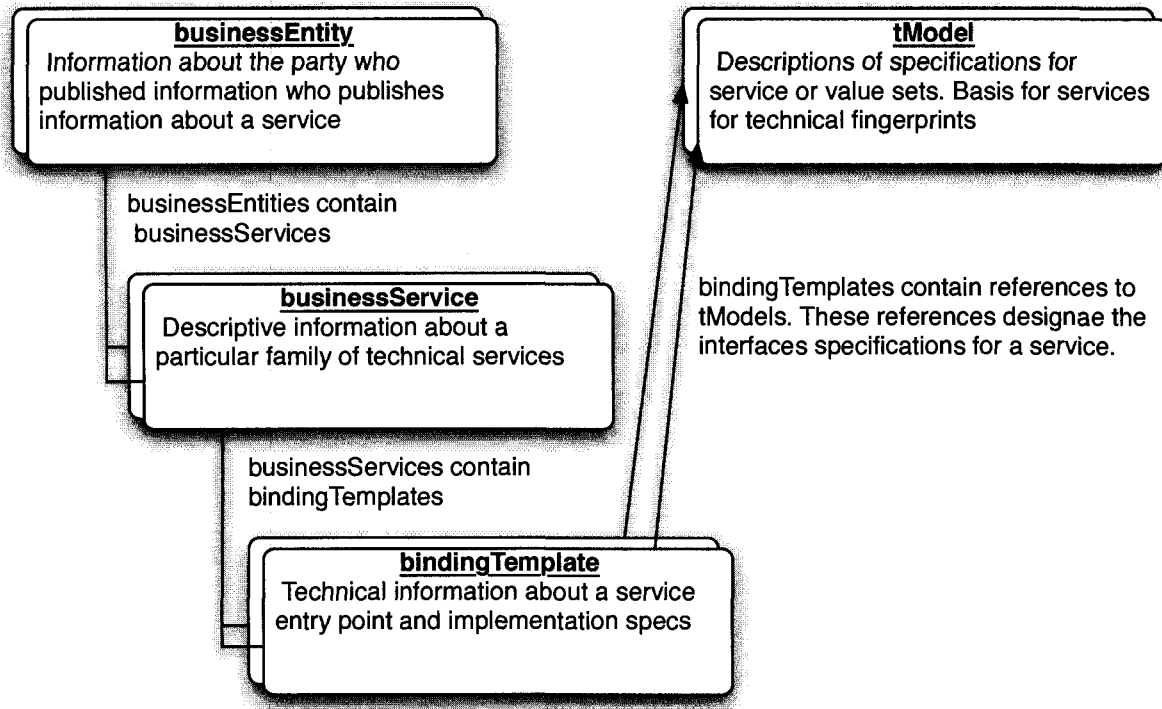 businessEntity
Information about the party who
published information who publishes
information about a service
tModel
Descriptions of specifications for
service or value sets. Basis for services
for technical fingerprints
businessEntities contain
businessServices
businessService
Descriptive information about a
particular family of technical services
bindingTemplates contain references to
tModels. These references designae the
interfaces specifications for a service.
businessServices contain
bindingTemplates
bindingTemplate
Technical information about a service
entry point and implementation specs